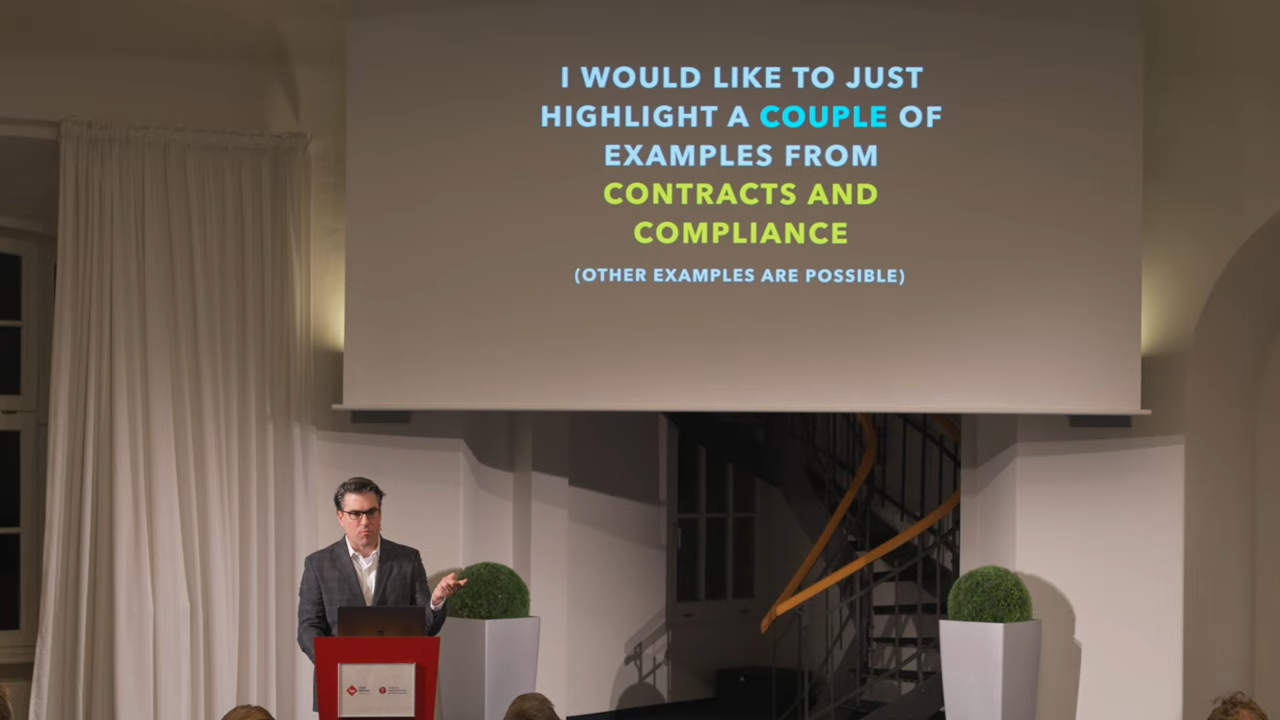 I WOULD LIKE TO JUST
HIGHLIGHT A COUPLE OF
EXAMPLES FROM
CONTRACTS AND
COMPLIANCE
(OTHER EXAMPLES ARE POSSIBLE)